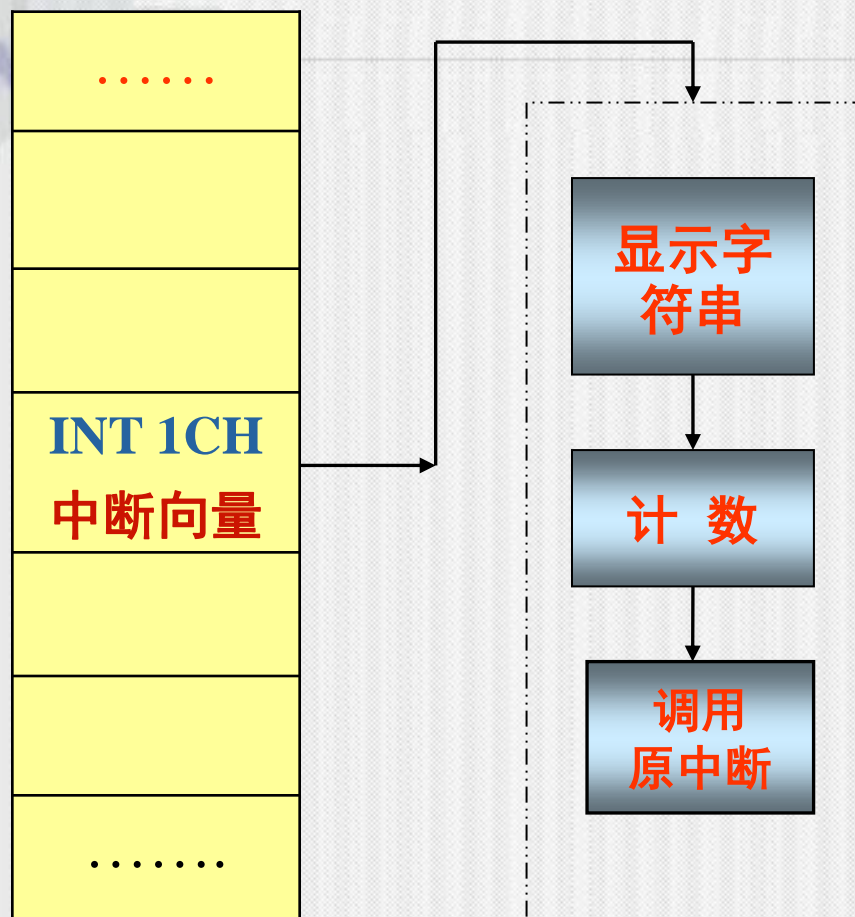 ......
INT 1CH
中断向量
.......
显示字
符串
计 数
调用
原中断